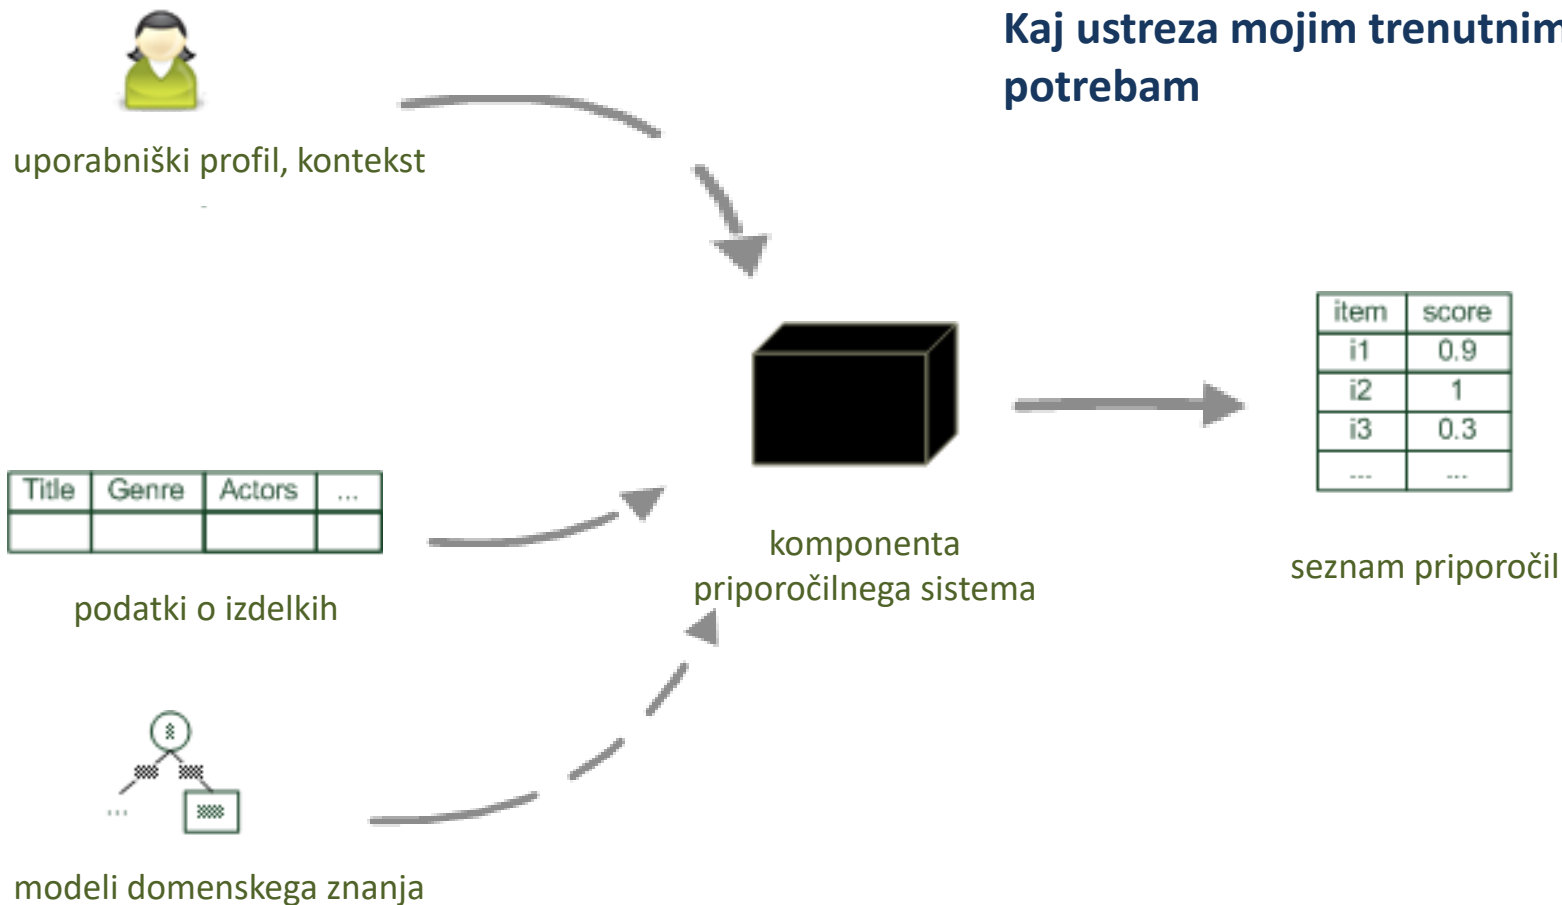 Kaj ustreza mojim trenutnim
potrebam
uporabniški profil, kontekst
item score
i1 0.9
i2 1
i3 0.3
... ...
Title Genre Actors ...
komponenta
priporočilnega sistema
seznam priporočil
podatki o izdelkih
...
modeli domenskega znanja